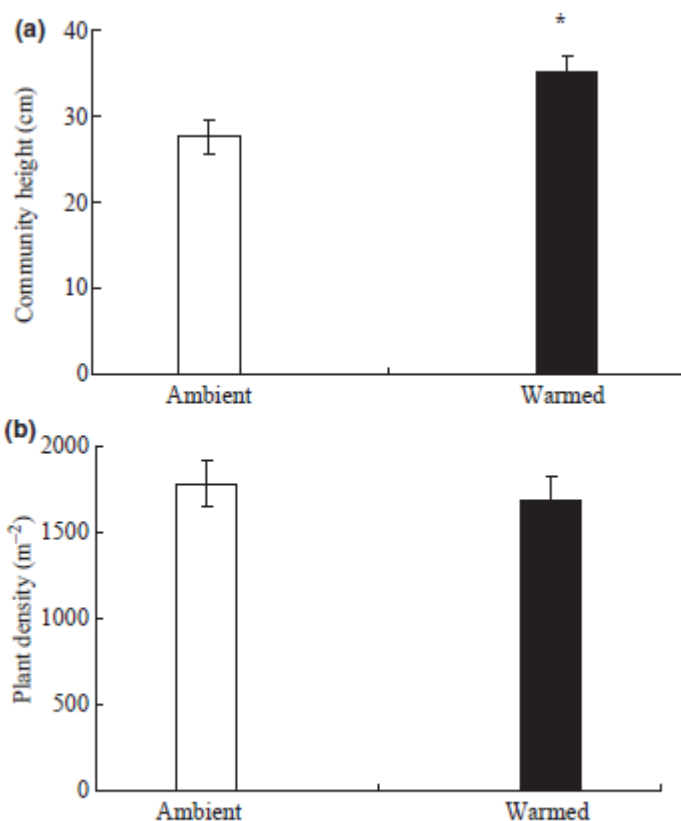 (a)
*
Community height (cm)
40
30
20
10
0
Ambient Warmed
(b)
Plant density (m⁻²)
2000
1500
1000
500
0
Ambient Warmed